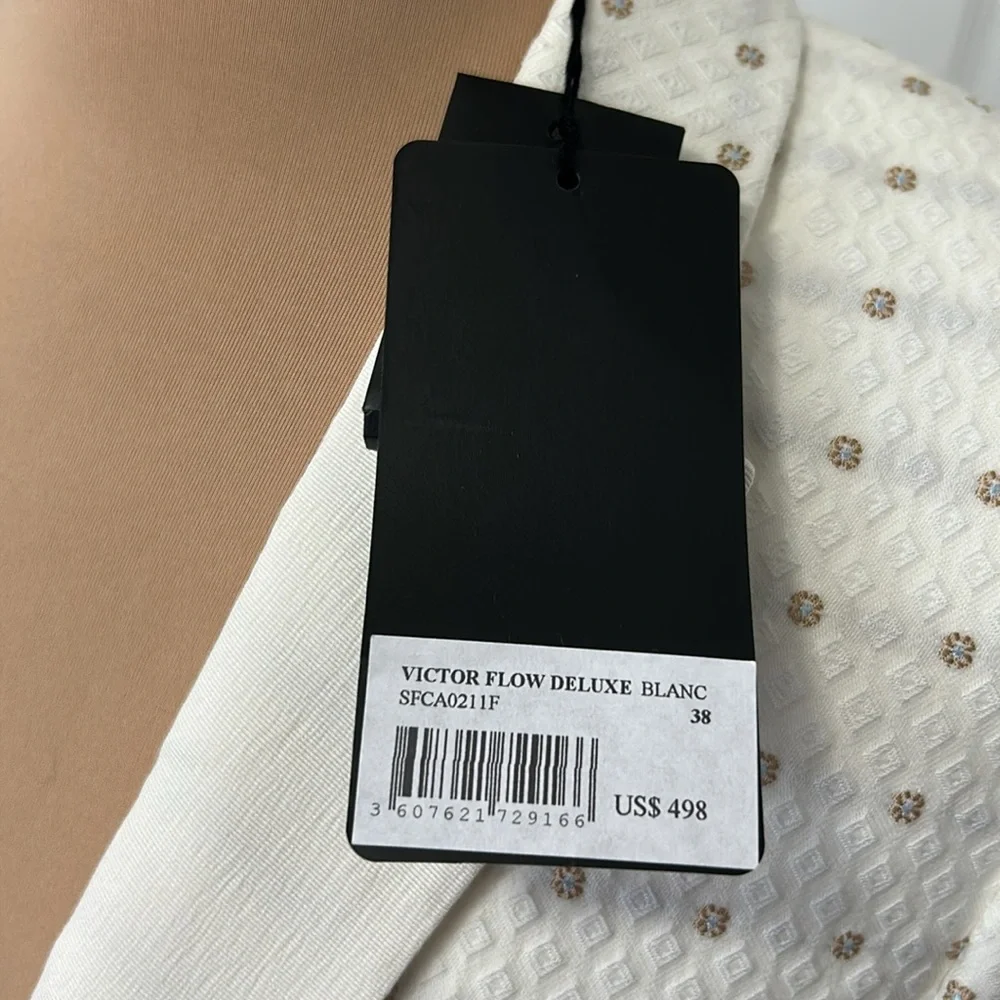 VICTOR FLOW DELUXE BLANC
SFCA0211F
38
3 607621 729166
US$ 498